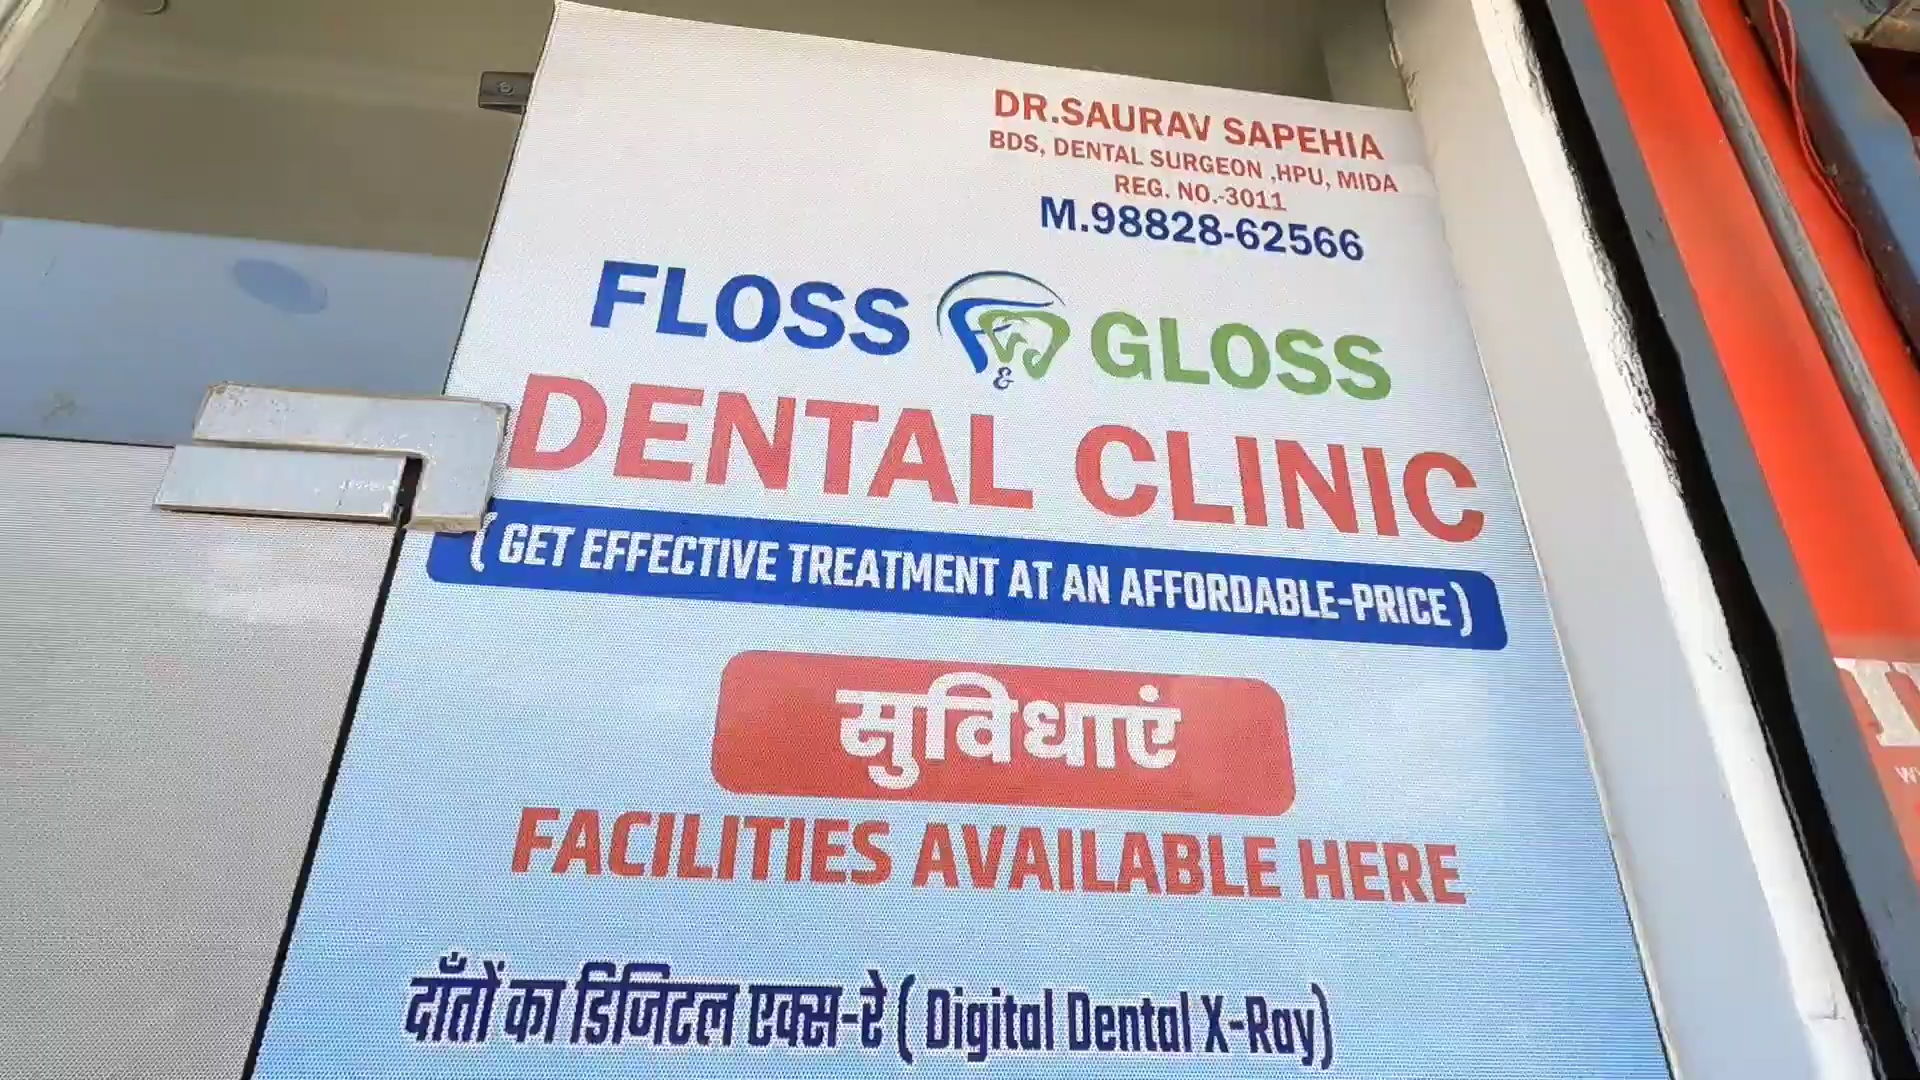 DR.SAURAV SAPEHIA
BDS, DENTAL SURGEON ,HPU, MIDA
REG. NO.-3011
M.98828-62566
FLOSS & GLOSS
DENTAL CLINIC
( GET EFFECTIVE TREATMENT AT AN AFFORDABLE-PRICE )
सुविधाएं
FACILITIES AVAILABLE HERE
दाँतों का डिजिटल एक्स-रे ( Digital Dental X-Ray)